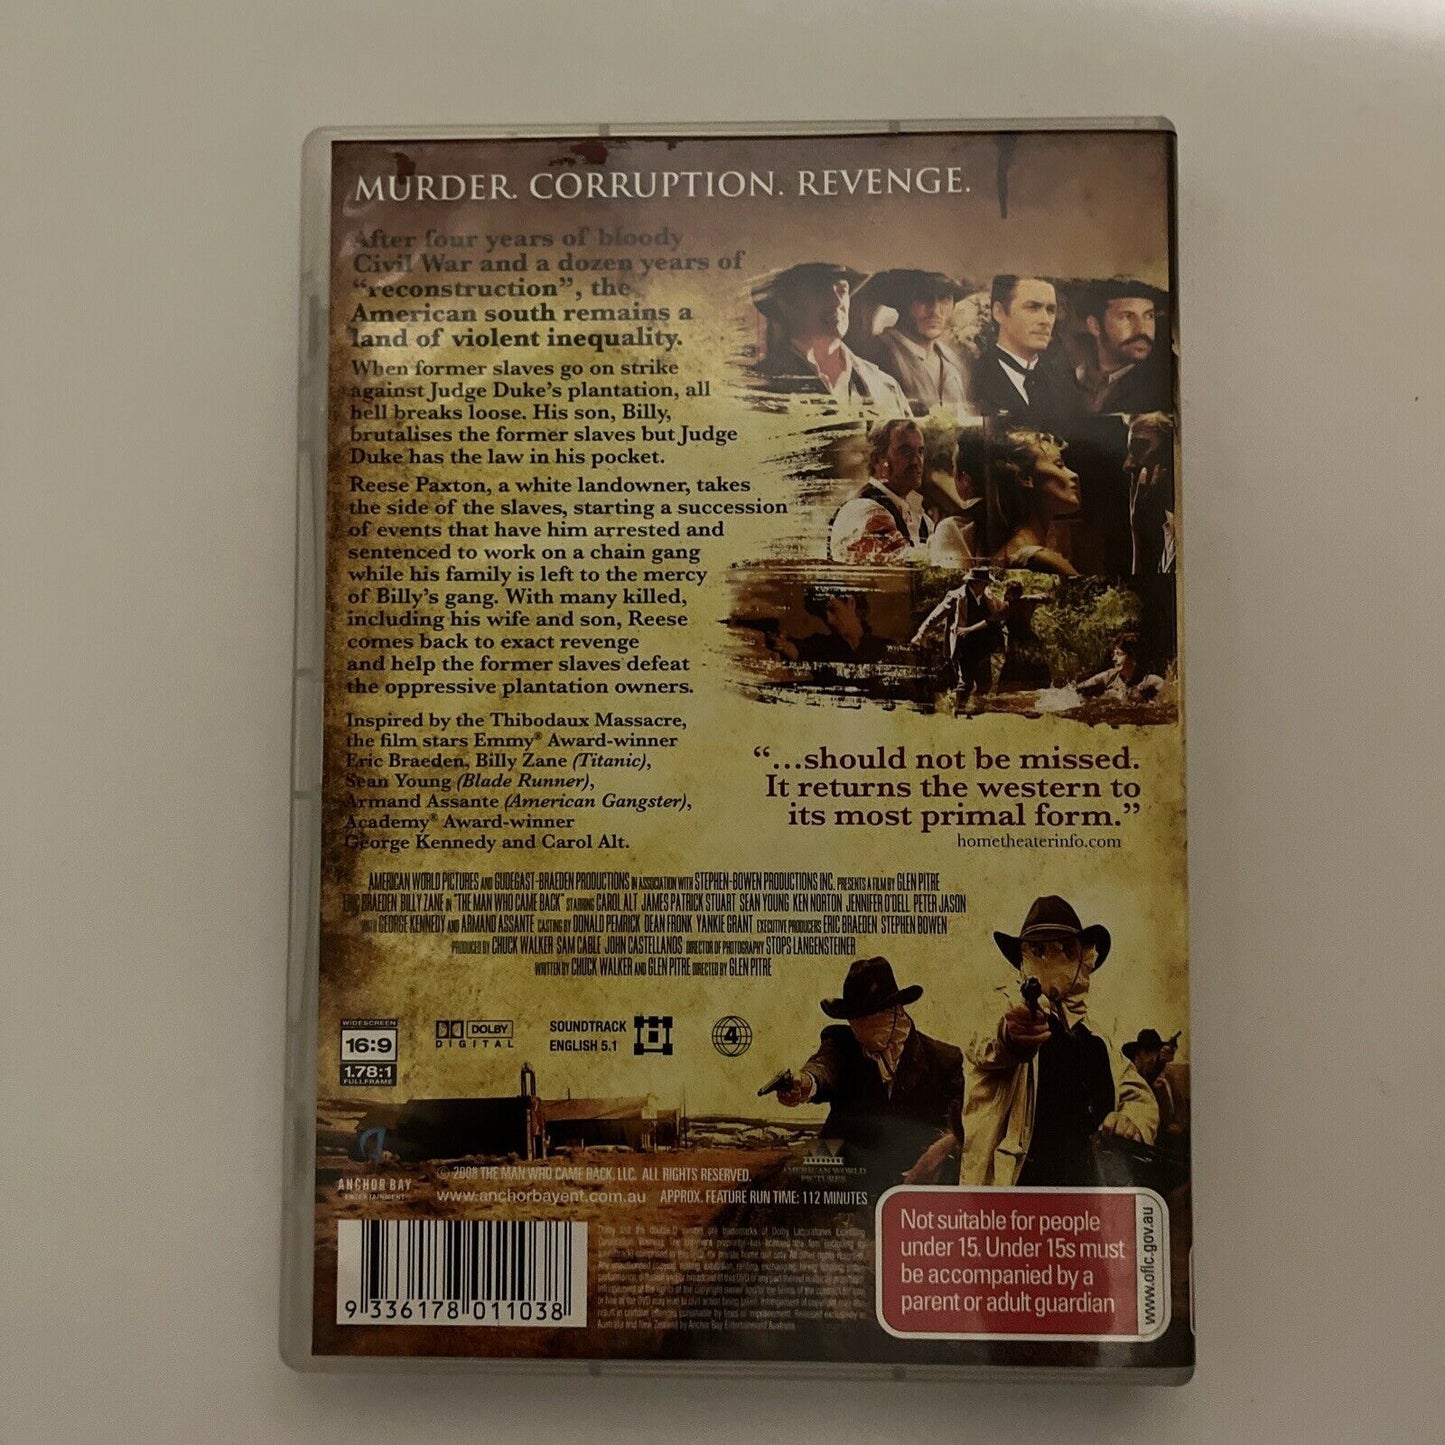 MURDER. CORRUPTION. REVENGE.
After four years of bloody
Civil War and a dozen years of
“reconstruction”, the
American south remains a
land of violent inequality.
When former slaves go on strike
against Judge Duke’s plantation, all
hell breaks loose. His son, Billy,
brutalises the former slaves but Judge
Duke has the law in his pocket.
Reese Paxton, a white landowner, takes
the side of the slaves, starting a succession
of events that have him arrested and
sentenced to work on a chain gang
while his family is left to the mercy
of Billy’s gang. With many killed,
including his wife and son, Reese
comes back to exact revenge
and help the former slaves defeat
the oppressive plantation owners.
Inspired by the Thibodaux Massacre,
the film stars Emmy® Award-winner
Eric Braeden, Billy Zane (Titanic),
Sean Young (Blade Runner),
Armand Assante (American Gangster),
Academy® Award-winner
George Kennedy and Carol Alt.
“...should not be missed.
It returns the western to
its most primal form.”
hometheaterinfo.com
AMERICAN WORLD PICTURES AND GUDEGAST-BRAEDEN PRODUCTIONS IN ASSOCIATION WITH STEPHEN-BOWEN PRODUCTIONS INC. PRESENTS A FILM BY GLEN PITRE
ERIC BRAEDEN BILLY ZANE IN "THE MAN WHO CAME BACK" STARRING CAROL ALT JAMES PATRICK STUART SEAN YOUNG KEN NORTON JENNIFER O'DELL PETER JASON
WITH GEORGE KENNEDY AND ARMAND ASSANTE CASTING BY DONALD PEMRICK DEAN FRONK YANKIE GRANT EXECUTIVE PRODUCERS ERIC BRAEDEN STEPHEN BOWEN
PRODUCED BY CHUCK WALKER SAM CABLE JOHN CASTELLANOS DIRECTOR OF PHOTOGRAPHY STOPS LANGENSTEINER
WRITTEN BY CHUCK WALKER AND GLEN PITRE DIRECTED BY GLEN PITRE
WIDESCREEN
16:9
1.78:1
FULLFRAME
DOLBY
DIGITAL
SOUNDTRACK
ENGLISH 5.1
4
ANCHOR BAY
ENTERTAINMENT
© 2008 THE MAN WHO CAME BACK, LLC. ALL RIGHTS RESERVED.
www.anchorbayent.com.au APPROX. FEATURE RUN TIME: 112 MINUTES
AMERICAN WORLD
PICTURES
9 336178 011038
Not suitable for people
under 15. Under 15s must
be accompanied by a
parent or adult guardian
www.oflc.gov.au